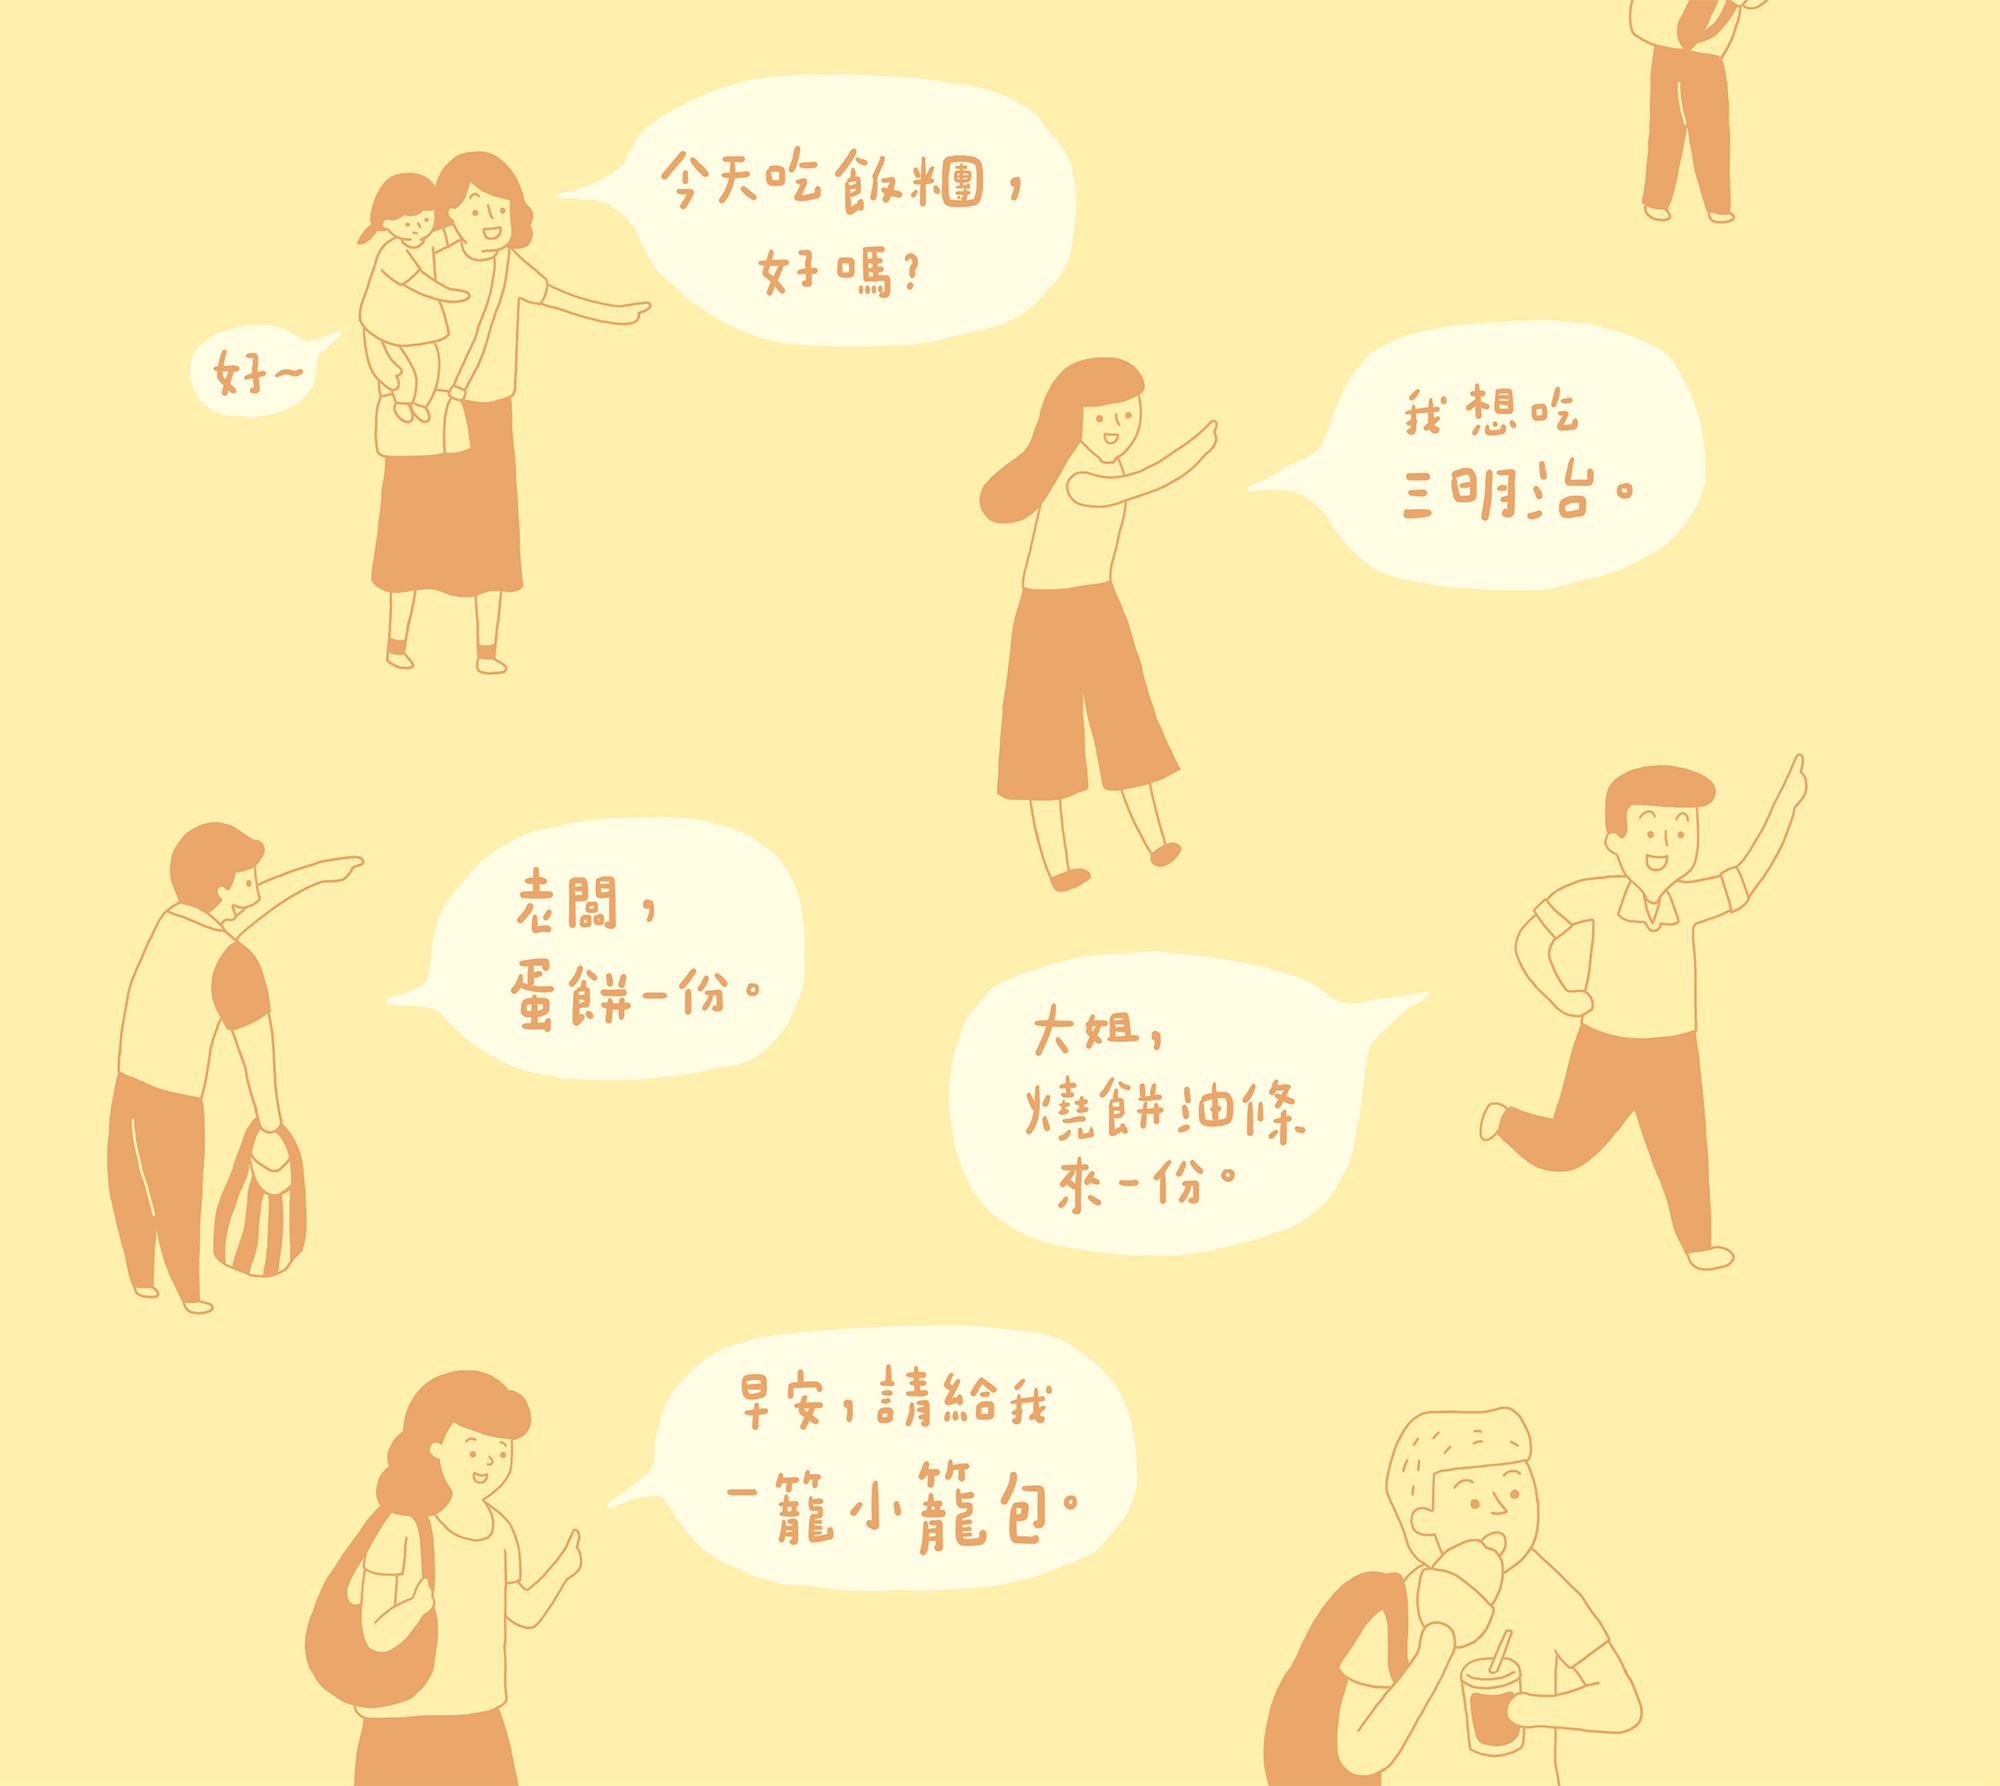 今天吃飯糰，
好嗎？
好～
我想吃
三明治。
老闆，
蛋餅一份。
大姐，
燒餅油條
來一份。
早安，請給我
一籠小籠包。